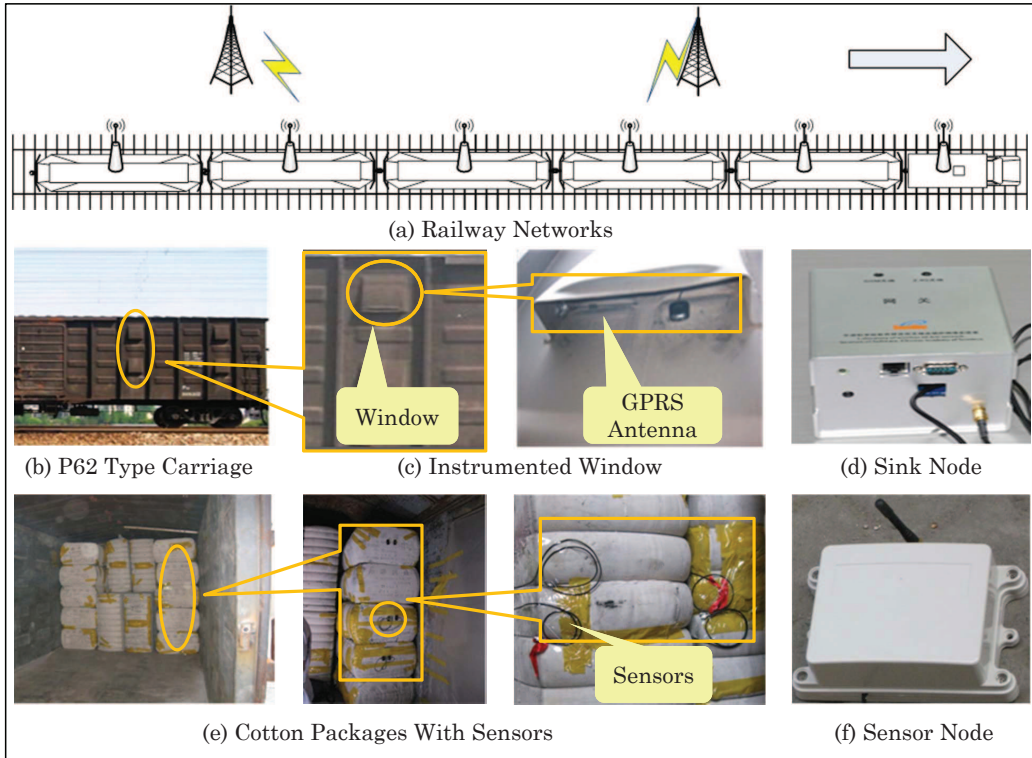 (a) Railway Networks
Window
GPRS
Antenna
(b) P62 Type Carriage
(c) Instrumented Window
(d) Sink Node
Sensors
(e) Cotton Packages With Sensors
(f) Sensor Node